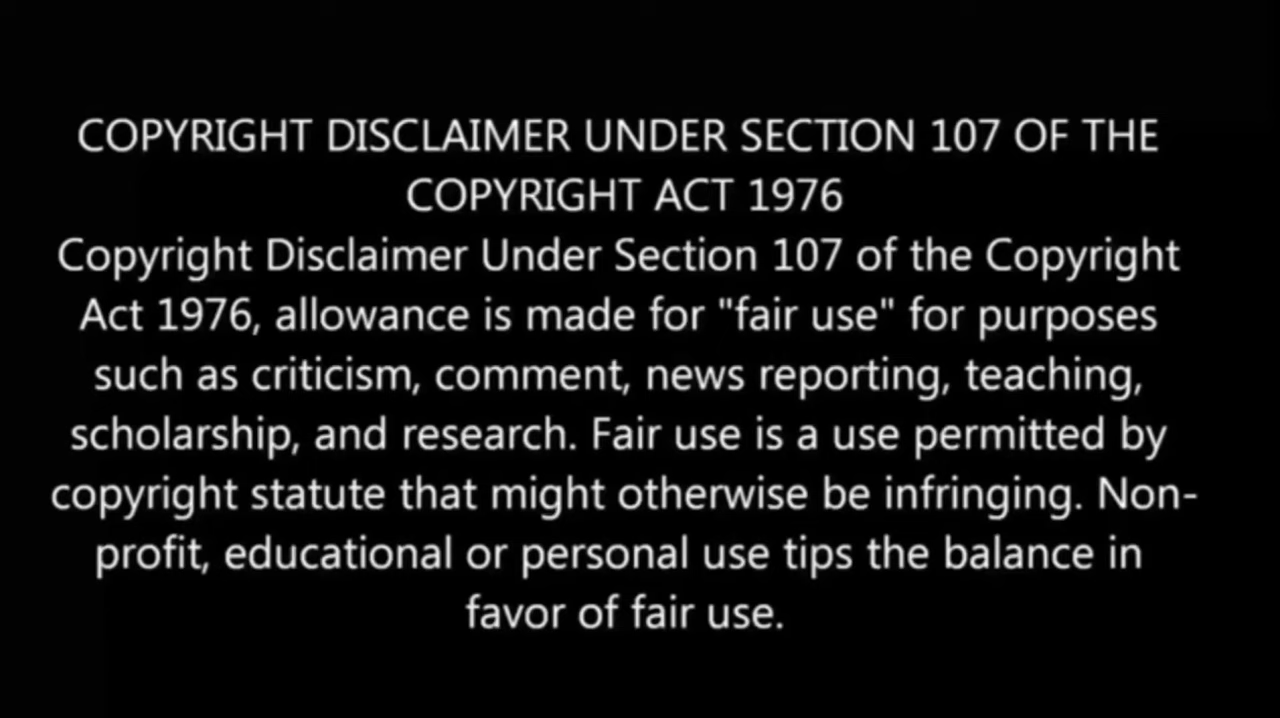 COPYRIGHT DISCLAIMER UNDER SECTION 107 OF THE
COPYRIGHT ACT 1976
Copyright Disclaimer Under Section 107 of the Copyright
Act 1976, allowance is made for "fair use" for purposes
such as criticism, comment, news reporting, teaching,
scholarship, and research. Fair use is a use permitted by
copyright statute that might otherwise be infringing. Non-
profit, educational or personal use tips the balance in
favor of fair use.